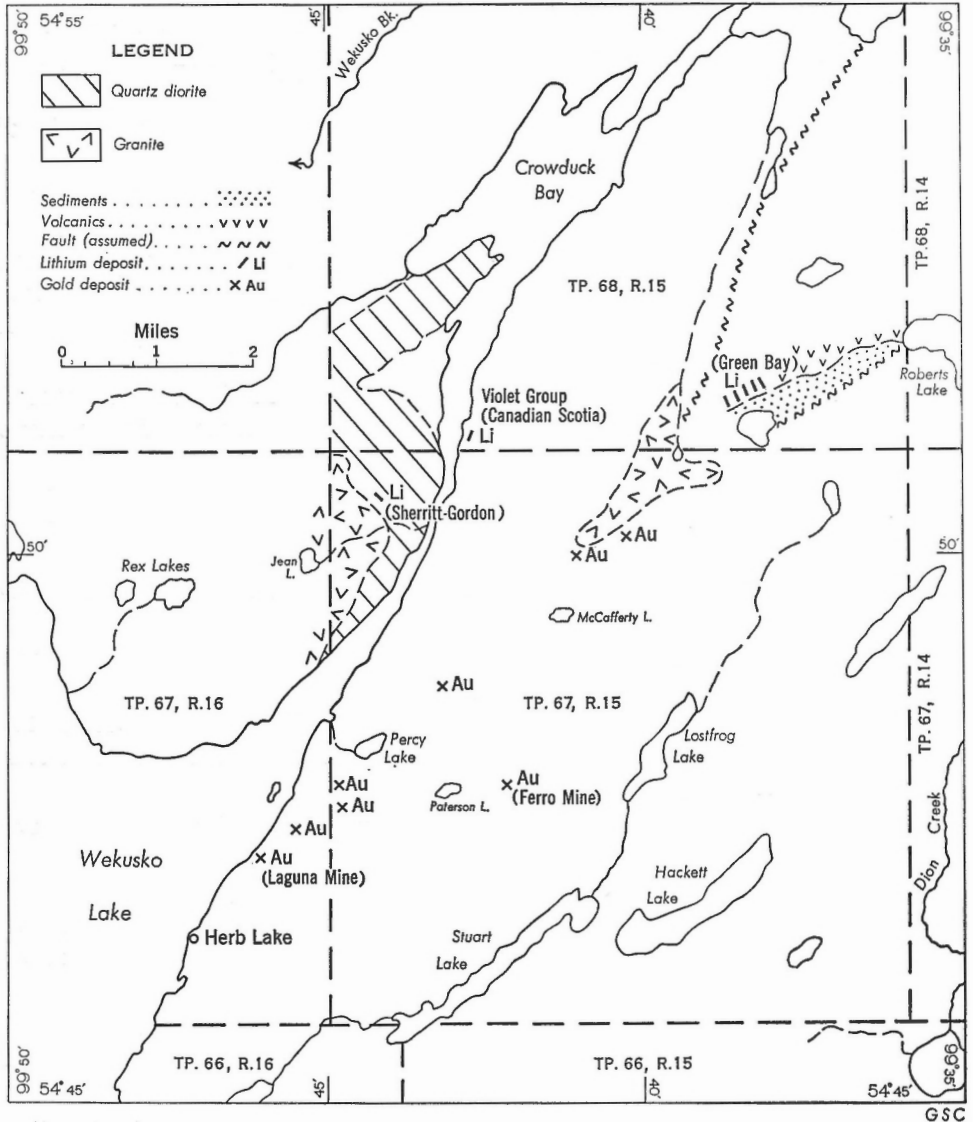 99°50'
54°55'
45'
40'
99°35'
LEGEND
Quartz diorite
Granite
Sediments
Volcanics
Fault (assumed)
Lithium deposit Li
Gold deposit Au
Miles
0 1 2
Wekusko Bk.
Crowduck
Bay
TP. 68, R.15
TP. 68, R.14
(Green Bay)
Li
Roberts
Lake
Violet Group
(Canadian Scotia)
Li
Li
(Sherritt-Gordon)
Au
Au
50'
50'
Jean
L.
Rex Lakes
McCafferty L.
TP. 67, R.16
Au
TP. 67, R.15
TP. 67, R.14
Percy
Lake
Lostfrog
Lake
Au
Au
Paterson L.
Au
(Ferro Mine)
Au
Au
(Laguna Mine)
Wekusko
Lake
Hackett
Lake
Dion Creek
Herb Lake
Stuart
Lake
TP. 66, R.16
TP. 66, R.15
99°50'
54°45'
45'
40'
54°45'
99°35'
GSC